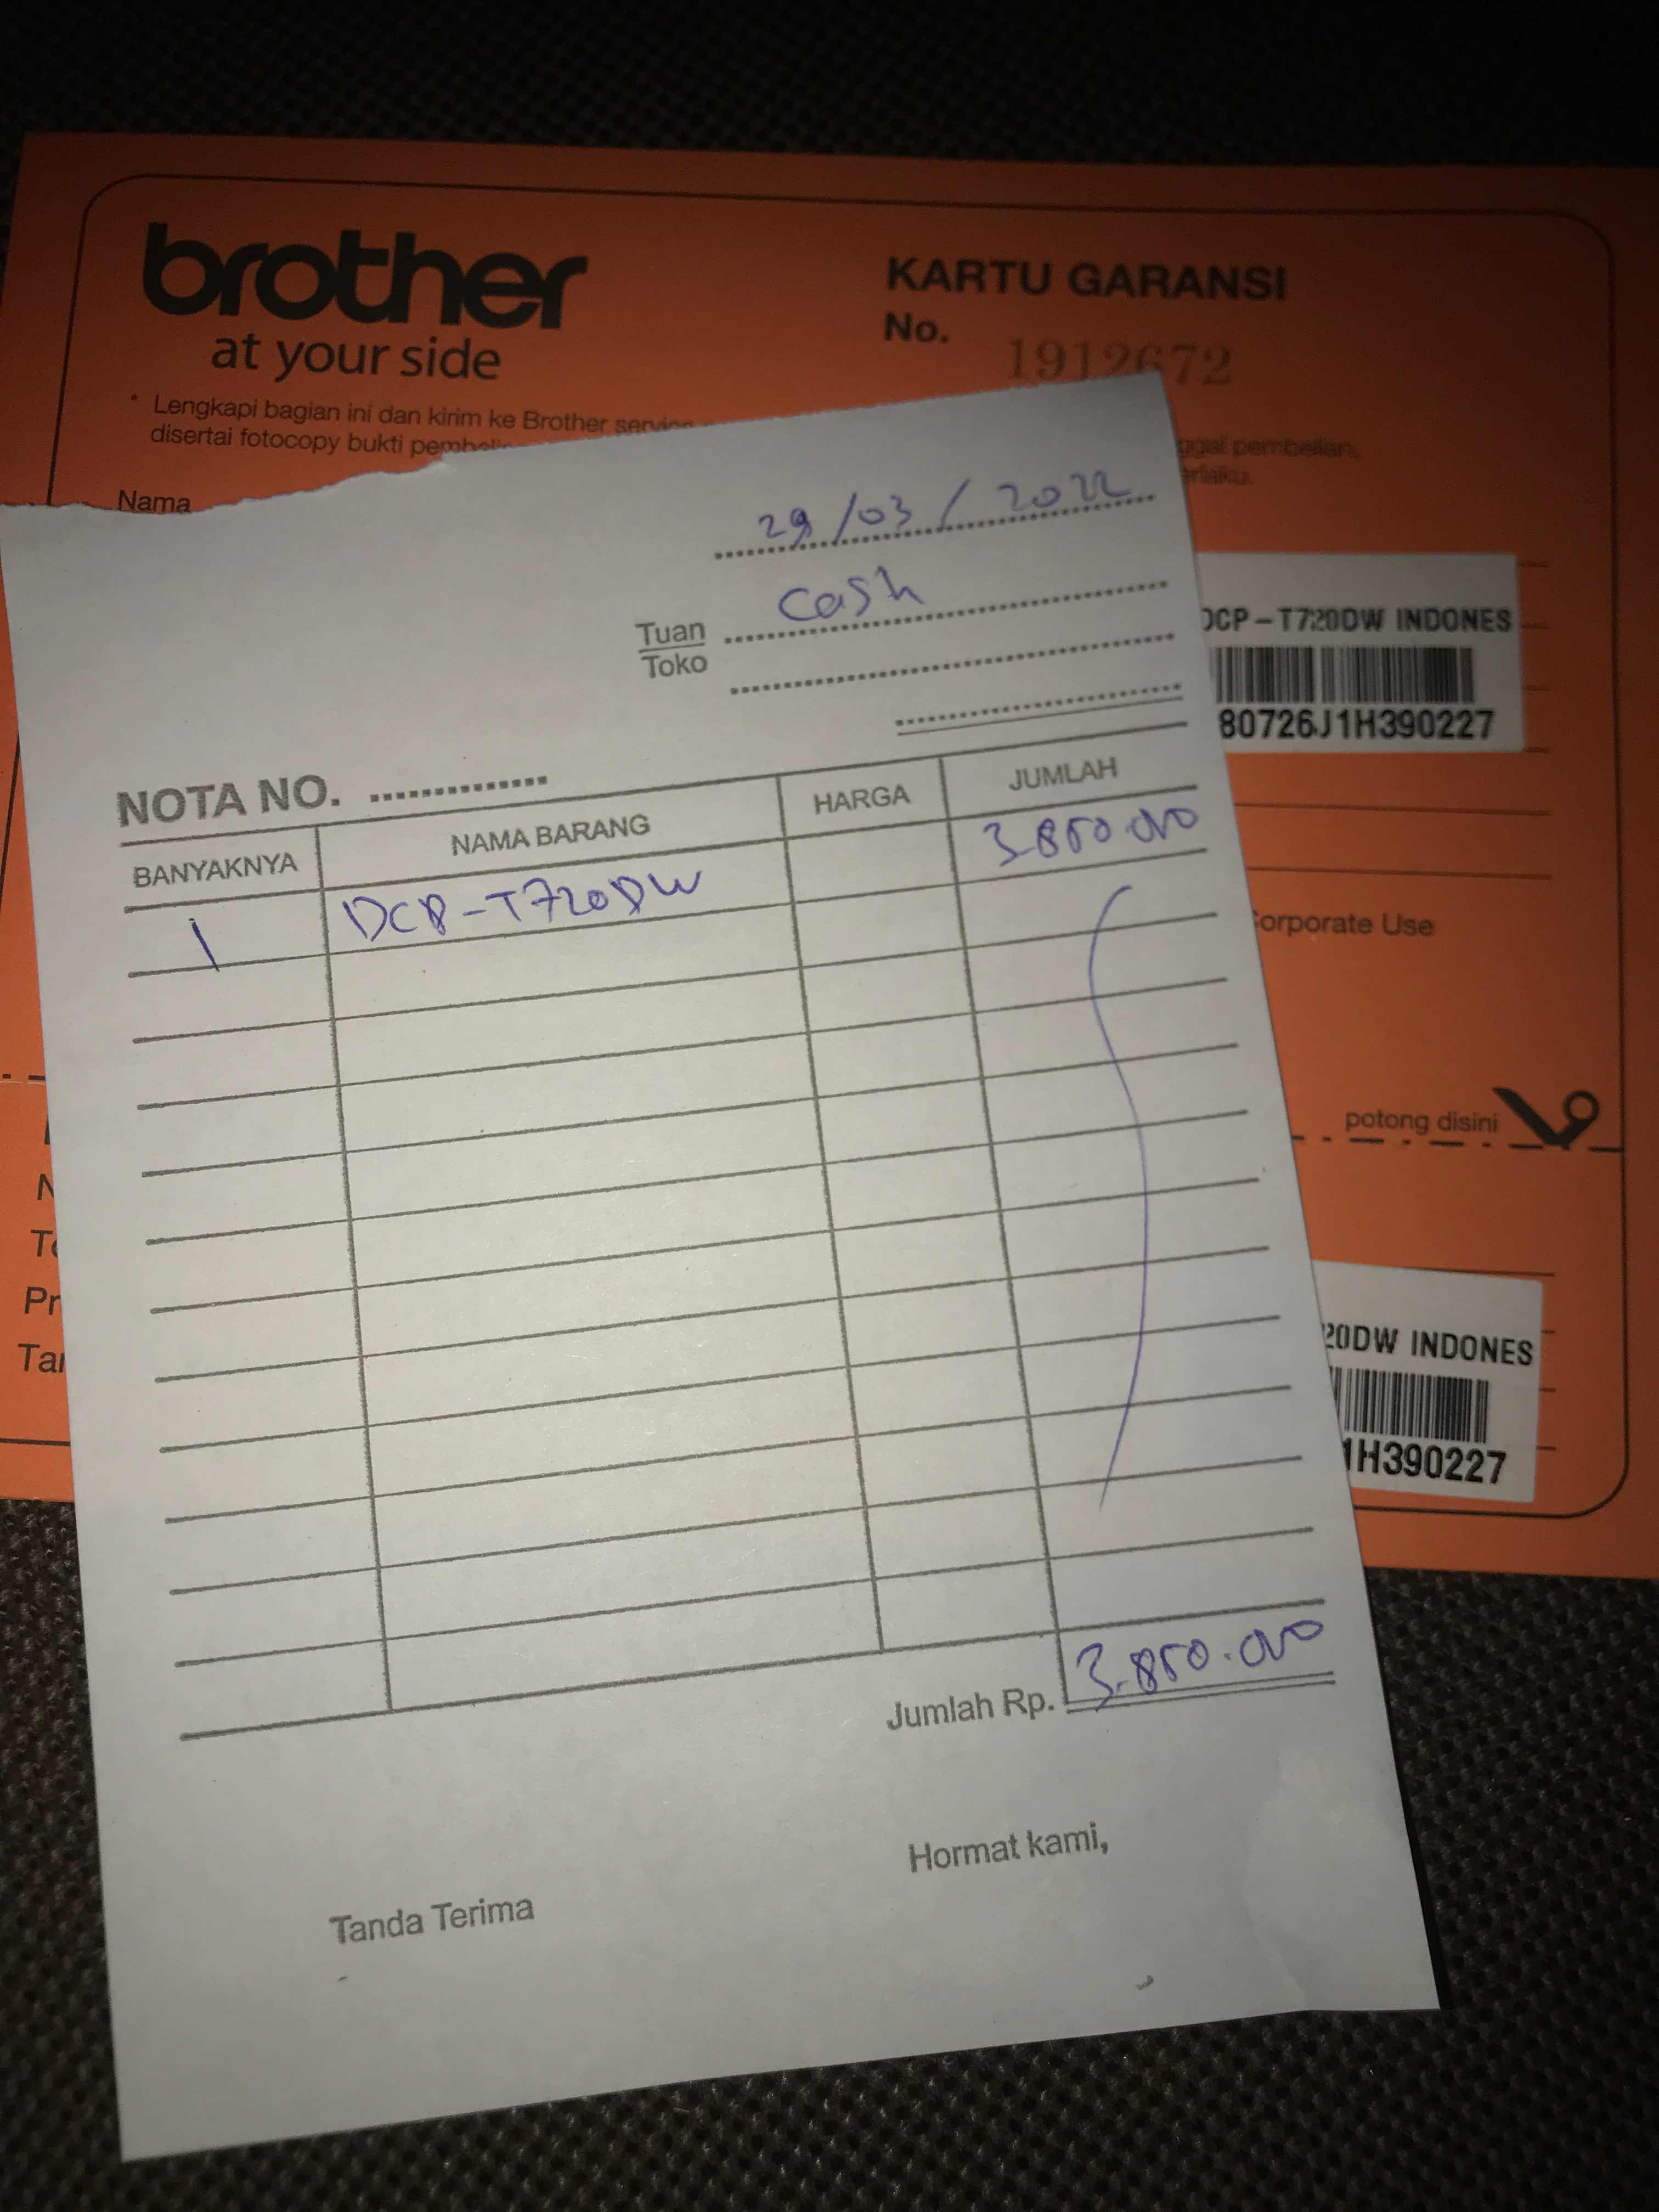 brother
at your side
KARTU GARANSI
No. 1912672
* Lengkapi bagian ini dan kirim ke Brother service
disertai fotocopy bukti
pembelian,
Nama
DCP-T720DW INDONES
80726J1H390227
Corporate Use
potong disini
20DW INDONES
1H390227
29/03/2022
Tuan
Toko
cash
NOTA NO. ..............
BANYAKNYA NAMA BARANG HARGA JUMLAH
1 DCP-T720DW 3.850.000
Jumlah Rp. 3.850.000
Tanda Terima Hormat kami,